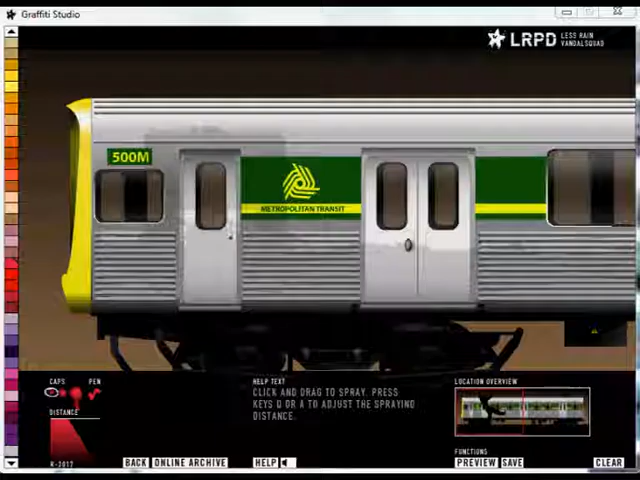 Graffiti Studio
LRPD LESS RAIN
VANDALSQUAD
500M
METROPOLITAN TRANSIT
CAPS
PEN
DISTANCE
R-2017
HELP TEXT
CLICK AND DRAG TO SPRAY. PRESS
KEYS Q OR A TO ADJUST THE SPRAYING
DISTANCE.
LOCATION OVERVIEW
FUNCTIONS
BACK ONLINE ARCHIVE HELP PREVIEW SAVE CLEAR